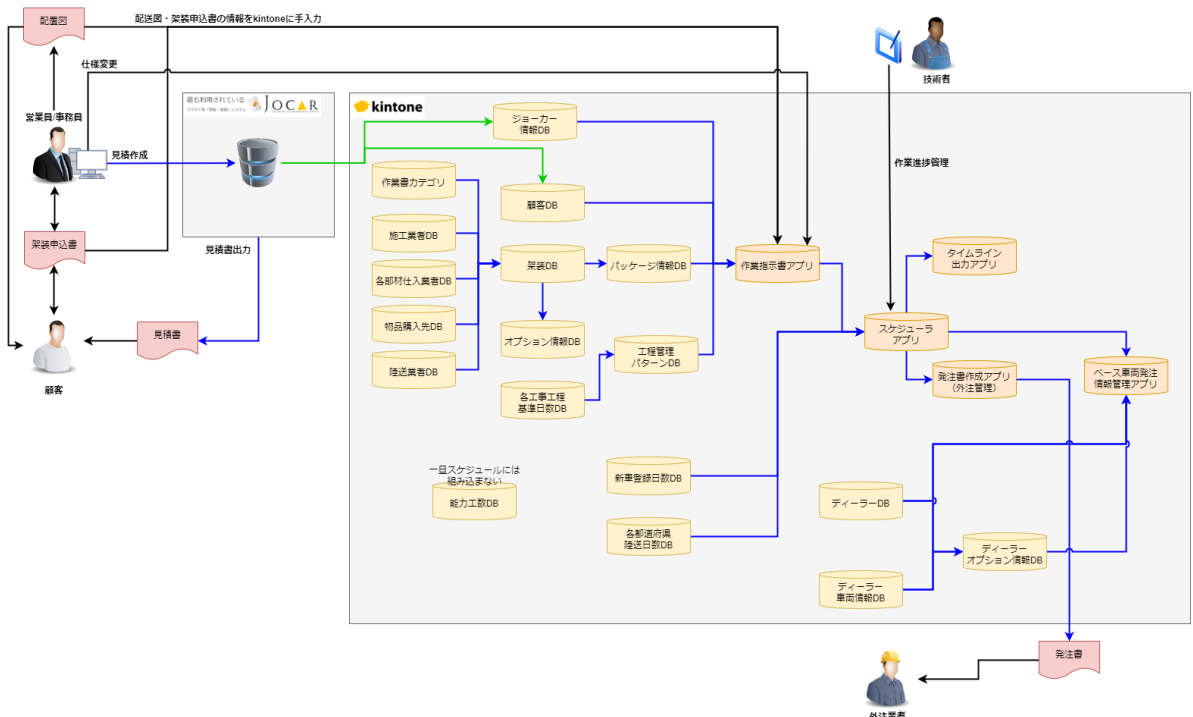 配置図
配送図・架装申込書の情報をkintoneに手入力
仕様変更
営業員/事務員
見積作成
最も利用されている
JOCAR
kintone
技術者
作業進捗管理
ジョーカー
情報DB
作業書カテゴリ
顧客DB
施工業者DB
架装申込書
見積書出力
各部材仕入業者DB
架装DB
パッケージ情報DB
作業指示書アプリ
タイムライン
出力アプリ
物品購入先DB
オプション情報DB
見積書
スケジューラ
アプリ
工程管理
パターンDB
陸送業者DB
顧客
発注書作成アプリ
(外注管理)
ベース車両発注
情報管理アプリ
各工事工程
基準日数DB
一旦スケジュールには
組み込まない
能力工数DB
新車登録日数DB
ディーラーDB
各都道府県
陸送日数DB
ディーラー
オプション情報DB
ディーラー
車両情報DB
発注書
外注業者